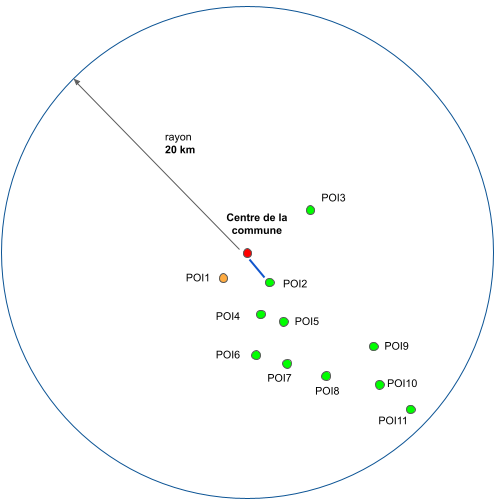 rayon
20 km
POI3
Centre de la
commune
POI1
POI2
POI4
POI5
POI6
POI9
POI7
POI8
POI10
POI11